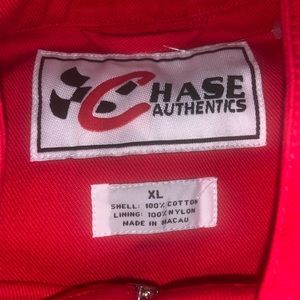 CHASE
AUTHENTICS
XL
SHELL: 100% COTTON
LINING: 100% NYLON
MADE IN MACAU